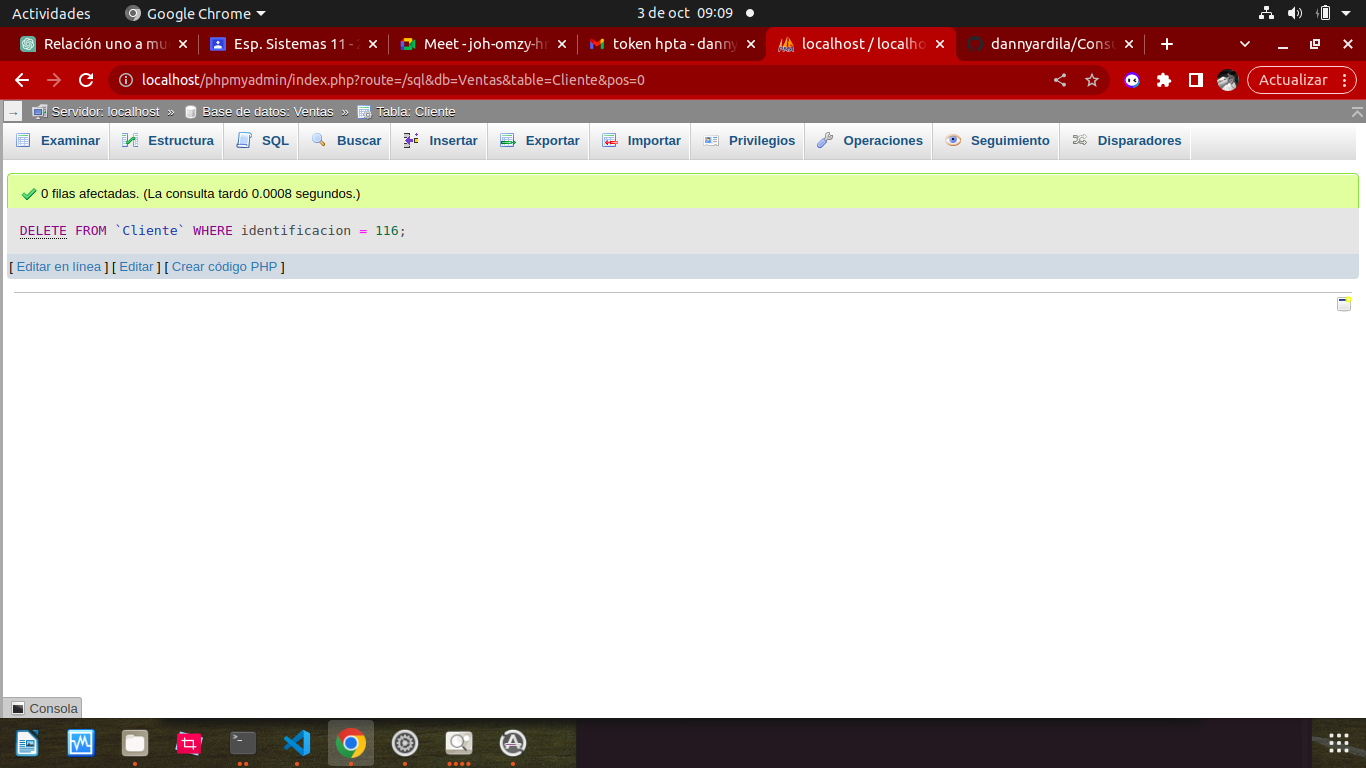 Actividades
Google Chrome
3 de oct 09:09
Relación uno a mu
Esp. Sistemas 11 - 2
Meet - joh-omzy-hr
token hpta - danny
localhost / localho
dannyardila/Consu
localhost/phpmyadmin/index.php?route=/sql&db=Ventas&table=Cliente&pos=0
Actualizar
Servidor: localhost » Base de datos: Ventas » Tabla: Cliente
Examinar
Estructura
SQL
Buscar
Insertar
Exportar
Importar
Privilegios
Operaciones
Seguimiento
Disparadores
0 filas afectadas. (La consulta tardó 0.0008 segundos.)
DELETE FROM `Cliente` WHERE identificacion = 116;
[ Editar en línea ] [ Editar ] [ Crear código PHP ]
Consola